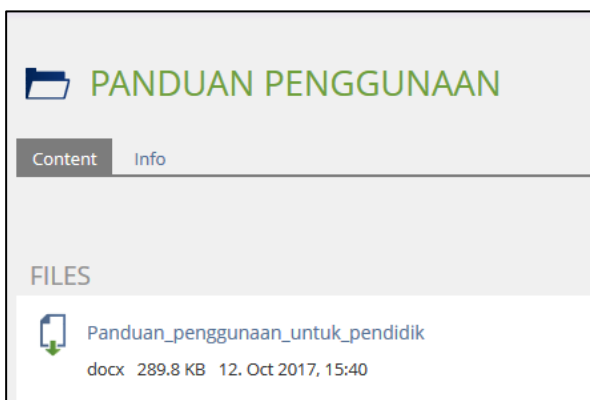 PANDUAN PENGGUNAAN
Content Info
FILES
Panduan_penggunaan_untuk_pendidik
docx 289.8 KB 12. Oct 2017, 15:40